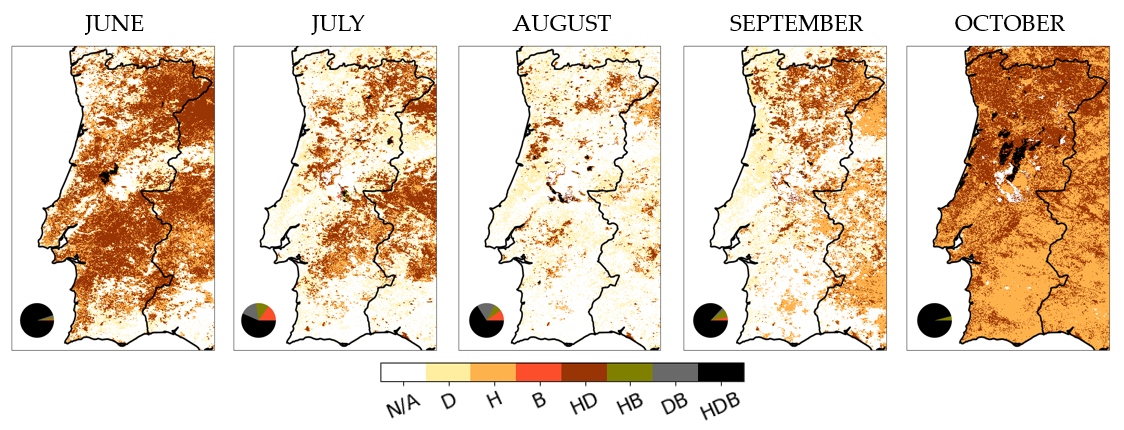 JUNE JULY AUGUST SEPTEMBER OCTOBER
N/A D H B HD HB DB HDB